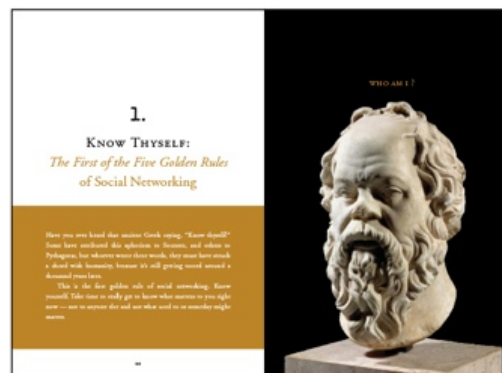 1.
KNOW THYSELF:
The First of the Five Golden Rules
of Social Networking
Have you ever heard that ancient Greek saying, "Know thyself?"
Some have attributed this aphorism to Socrates, and others to
Pythagoras, but whoever wrote these words, they must have struck
a chord with humanity, because it's still getting tweeted around a
thousand years later.
This is the first golden rule of social networking. Know
yourself. Take time to really get to know what matters to you right
now — not to anyone else and not what used to or someday might
matter.
WHO AM I?